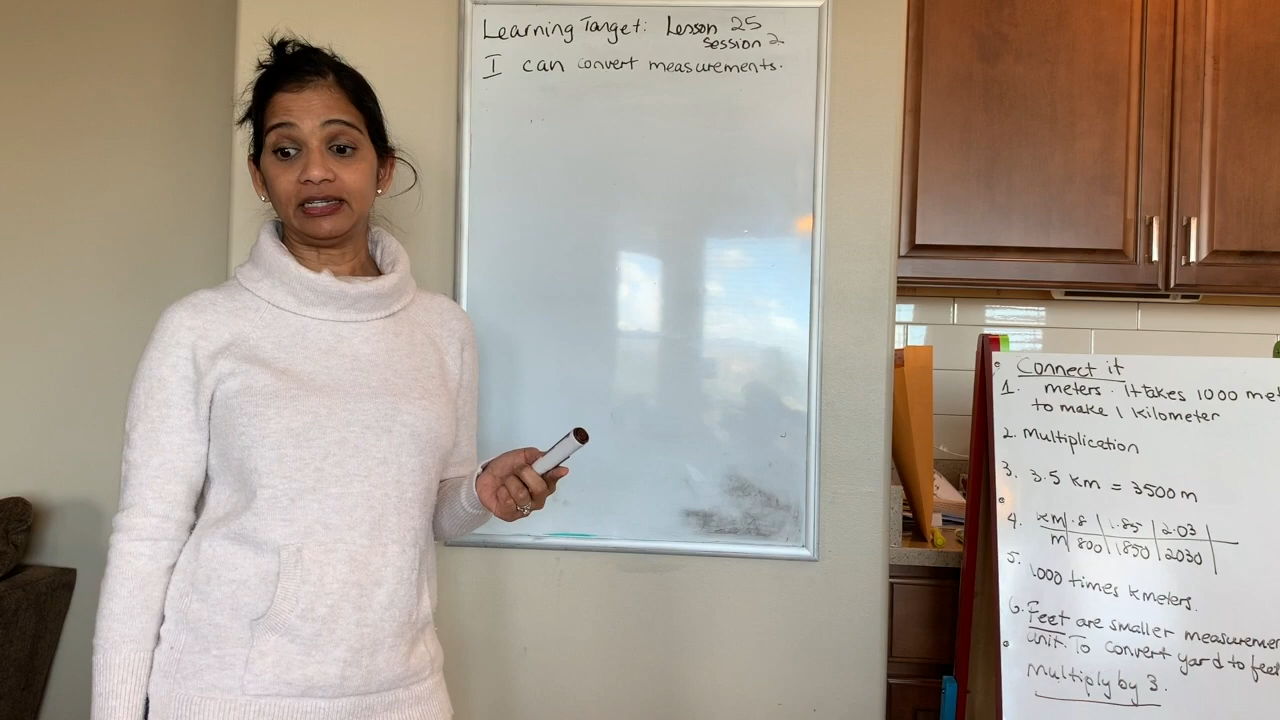 Learning Target: Lesson 25
Session 2
I can convert measurements.
Connect it
1. meters. It takes 1000 met
to make 1 kilometer
2. Multiplication
3. 3.5 km = 3500 m
4. km .8 1.85 2.03
m 800 1850 2030
5. 1000 times kmeters.
6. Feet are smaller measuremen
unit. To convert yard to feet
Multiply by 3.